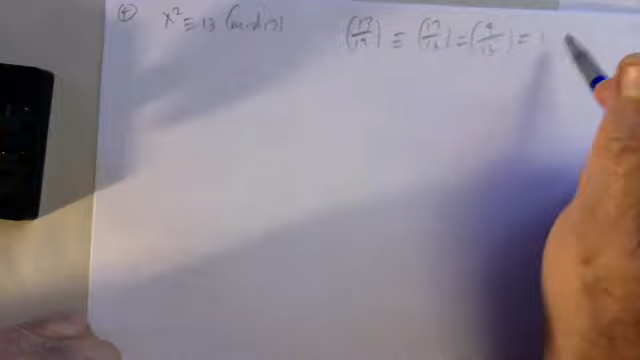 ④ x² ≡ 13 (mod 17) (13/17) ≡ (17/13) = (4/13) = 1